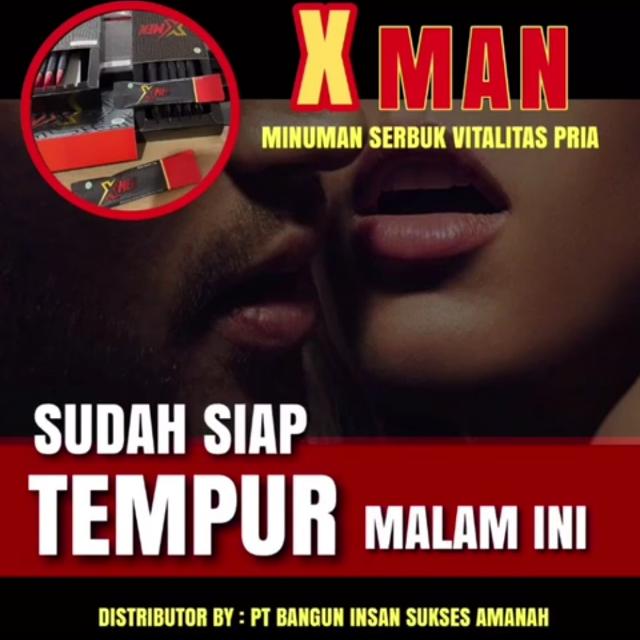 X MAN
MINUMAN SERBUK VITALITAS PRIA
SUDAH SIAP
TEMPUR MALAM INI
DISTRIBUTOR BY : PT BANGUN INSAN SUKSES AMANAH